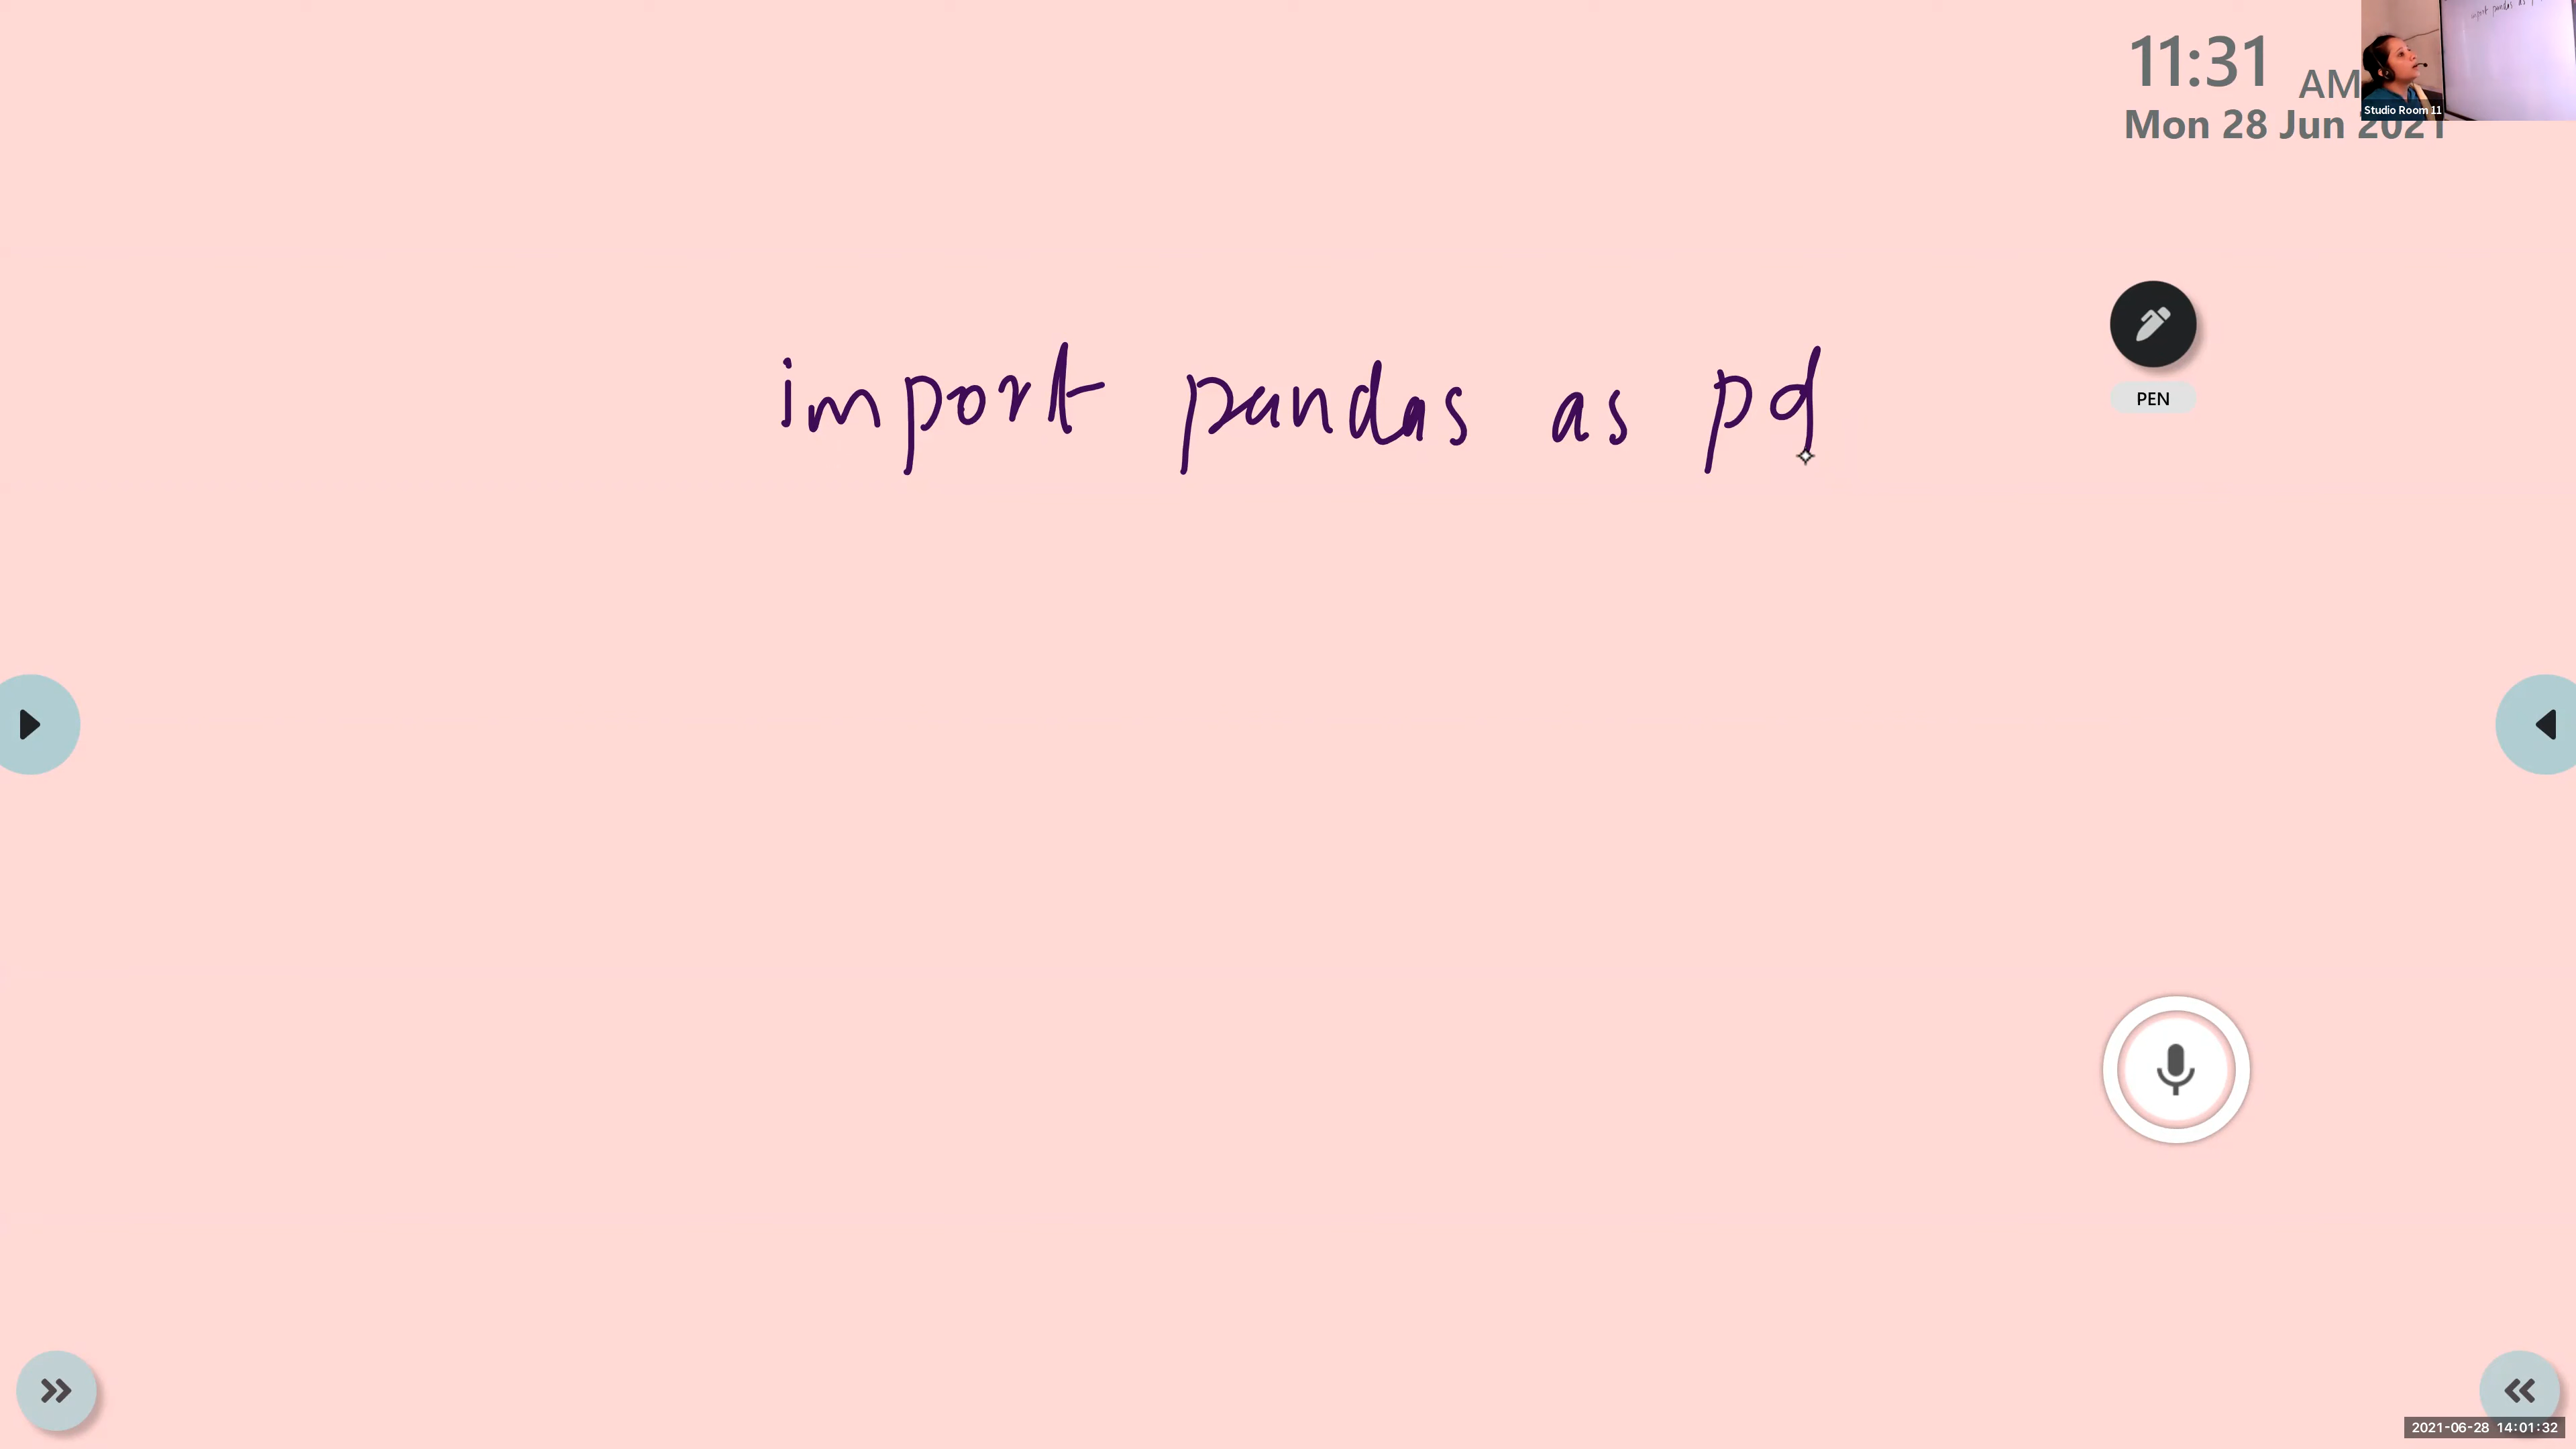 11:31 AM
Mon 28 Jun 2021
Studio Room 11
import pandas as pd
PEN
2021-06-28 14:01:32